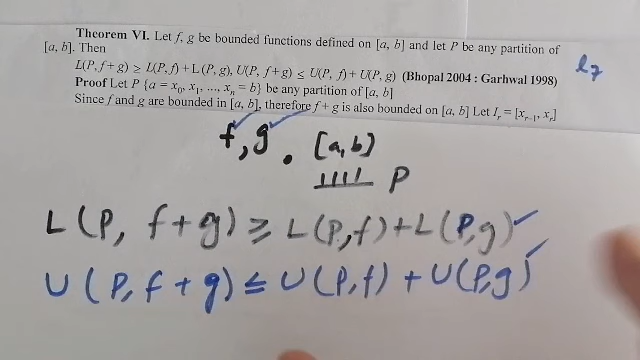 Theorem VI. Let f, g be bounded functions defined on [a, b] and let P be any partition of
[a, b]. Then
L(P, f + g) ≥ L(P, f) + L (P, g), U(P, f + g) ≤ U(P, f) + U(P, g) (Bhopal 2004 : Garhwal 1998)
Proof Let P {a = x₀, x₁, ..., xₙ = b} be any partition of [a, b]
Since f and g are bounded in [a, b], therefore f + g is also bounded on [a, b] Let Iᵣ = [xᵣ₋₁, xᵣ]
f, g . [a, b]
P
L (P, f + g) ≥ L(P, f) + L(P, g) ✓
U (P, f + g) ≤ U (P, f) + U(P, g) ✓